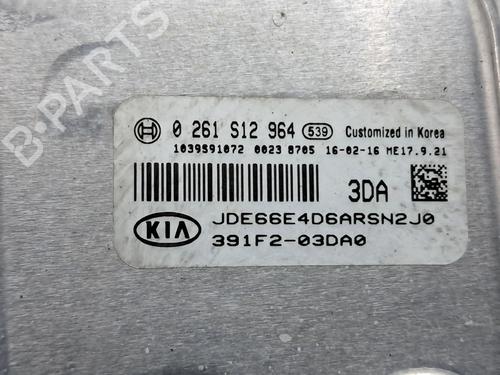 B-PARTS
BOSCH 0 261 S12 964 539 Customized in Korea
1039S91072 0023 8705 16-02-16 ME17.9.21
3DA
KIA JDE66E4D6ARSN2J0
391F2-03DA0